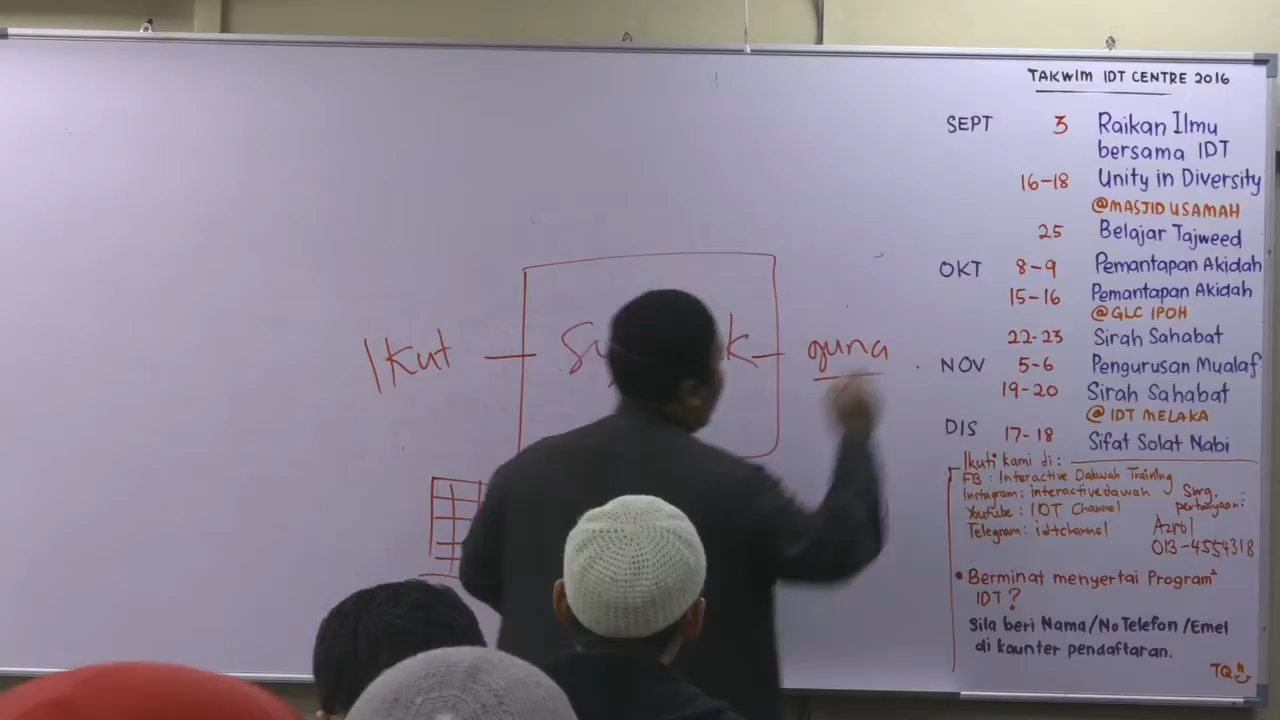 TAKWIM IDT CENTRE 2016
SEPT 3 Raikan Ilmu
bersama IDT
16-18 Unity in Diversity
@MASJID USAMAH
25 Belajar Tajweed
OKT 8-9 Pemantapan Akidah
15-16 Pemantapan Akidah
@GLC IPOH
22-23 Sirah Sahabat
NOV 5-6 Pengurusan Mualaf
19-20 Sirah Sahabat
@IDT MELAKA
DIS 17-18 Sifat Solat Nabi
Ikut
guna
Ikuti kami di:
FB: Interactive Dakwah Training
Instagram: interactivedawah
Youtube: IDT Channel
Telegram: idtchannel
Sbrg.
pertanyaan:
Azrol
013-4554318
• Berminat menyertai Program²
IDT?
Sila beri Nama/No Telefon/Emel
di kaunter pendaftaran.
TQ